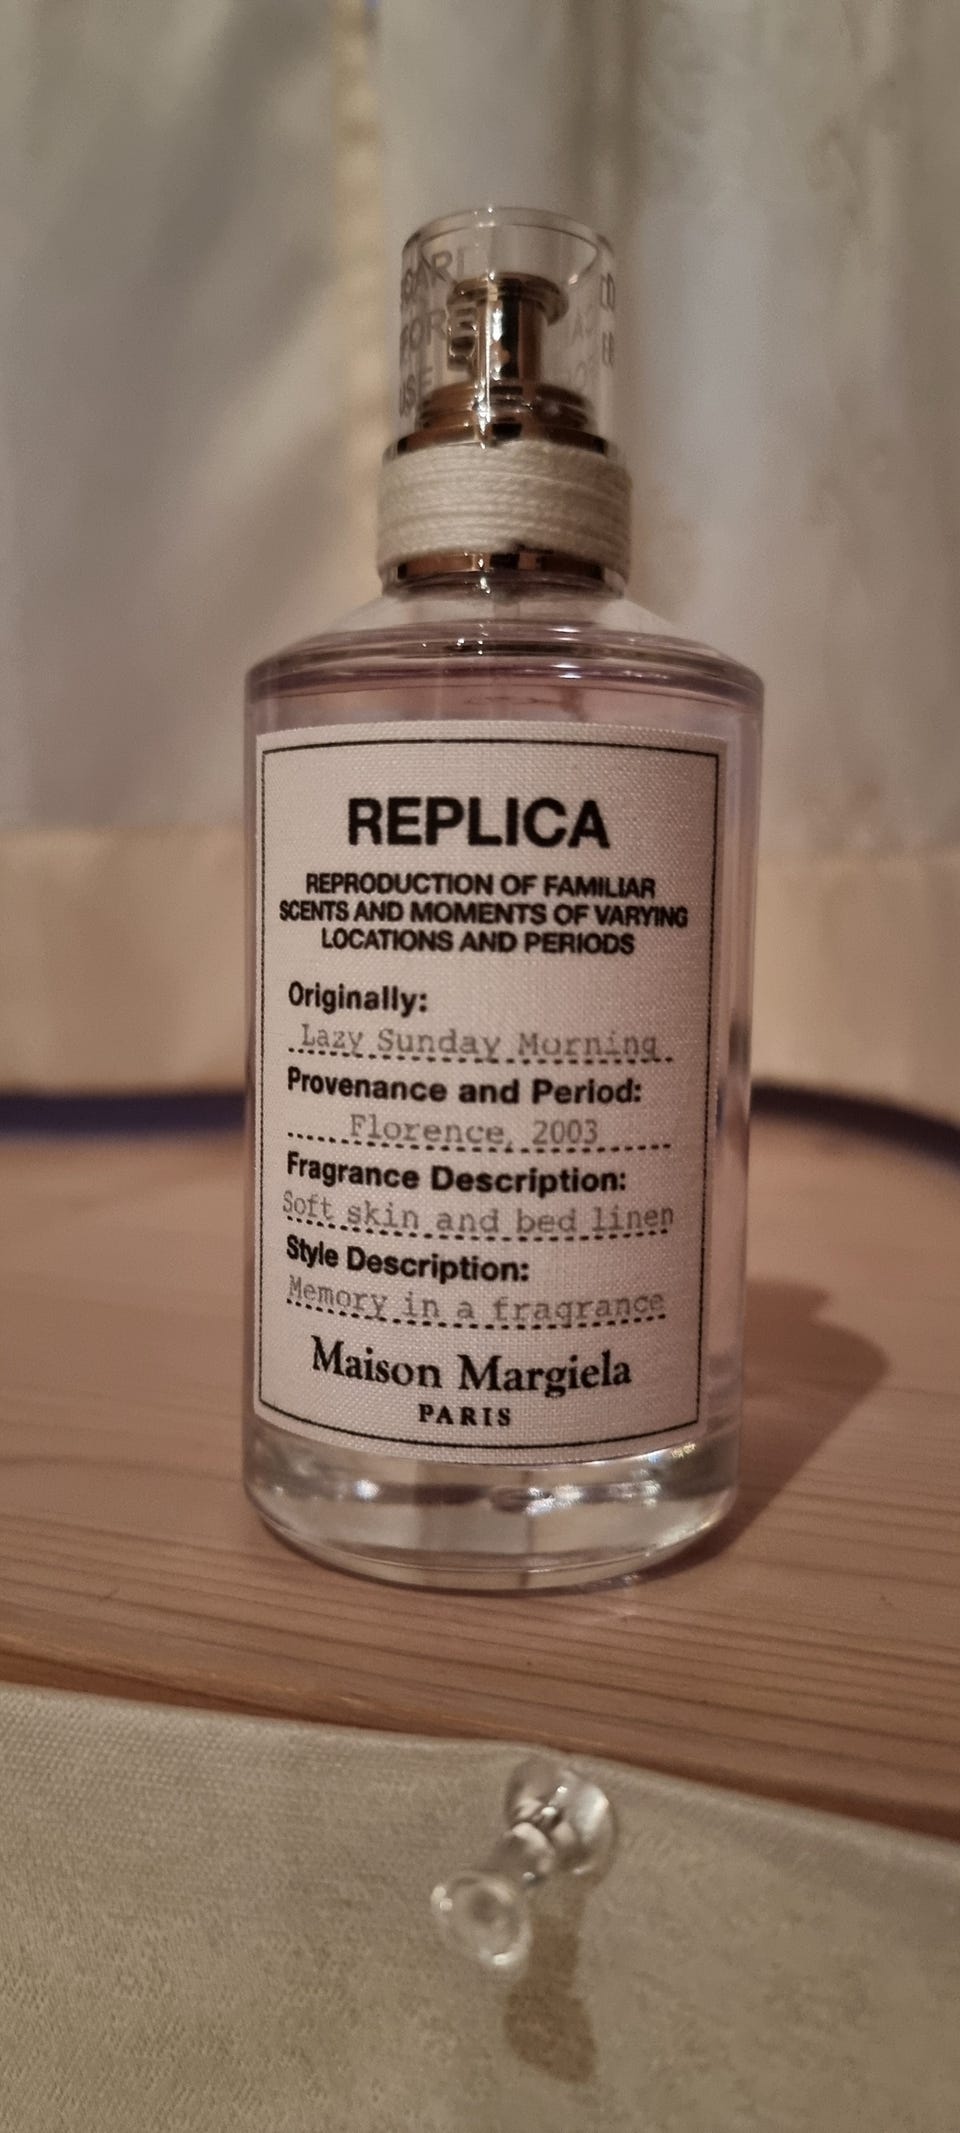 REPLICA
REPRODUCTION OF FAMILIAR
SCENTS AND MOMENTS OF VARYING
LOCATIONS AND PERIODS
Originally:
Lazy Sunday Morning
Provenance and Period:
Florence, 2003
Fragrance Description:
Soft skin and bed linen
Style Description:
Memory in a fragrance
Maison Margiela
PARIS